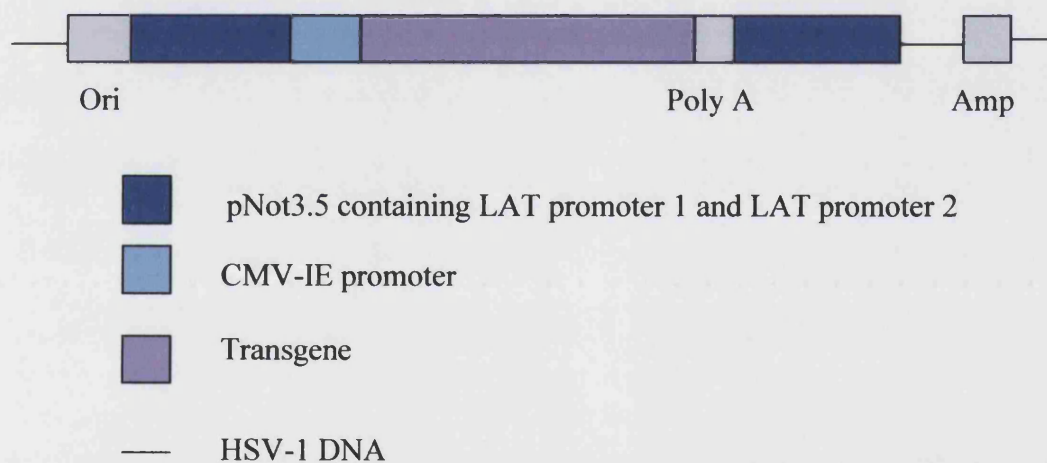 Ori Poly A Amp
pNot3.5 containing LAT promoter 1 and LAT promoter 2
CMV-IE promoter
Transgene
HSV-1 DNA